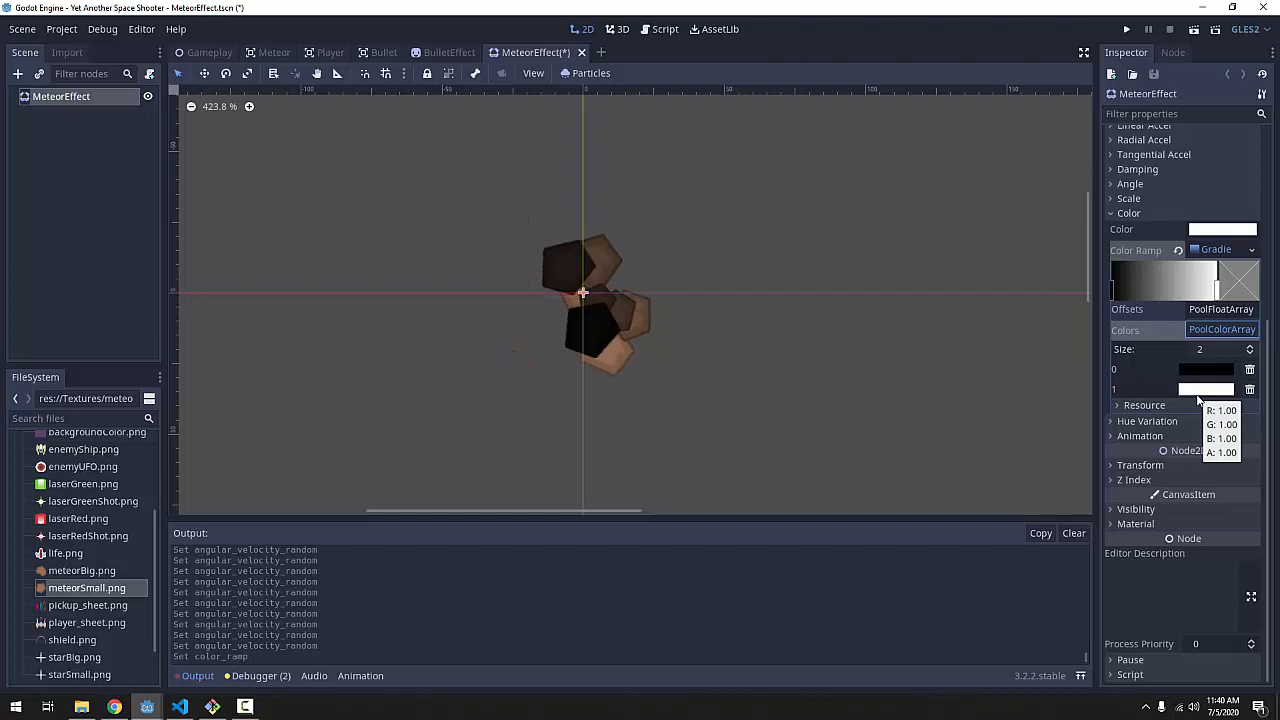 Godot Engine - Yet Another Space Shooter - MeteorEffect.tscn (*)
Scene Project Debug Editor Help
2D 3D Script AssetLib
GLES2
Scene Import
Gameplay Meteor Player Bullet BulletEffect MeteorEffect(*)
Inspector Node
Filter nodes
View Particles
MeteorEffect
MeteorEffect
423.8 %
-100 0 50 100 150
-50
0
50
Filter properties
Linear Accel
Radial Accel
Tangential Accel
Damping
Angle
Scale
Color
Color
Color Ramp Gradie
Offsets PoolFloatArray
Colors PoolColorArray
Size: 2
0
1
Resource
R: 1.00
G: 1.00
B: 1.00
A: 1.00
Hue Variation
Animation
Transform
Z Index
CanvasItem
Visibility
Material
Node
Editor Description
Process Priority 0
Pause
Script
FileSystem
res://Textures/meteo
Search files
backgroundColor.png
enemyShip.png
enemyUFO.png
laserGreen.png
laserGreenShot.png
laserRed.png
laserRedShot.png
life.png
meteorBig.png
meteorSmall.png
pickup_sheet.png
player_sheet.png
shield.png
starBig.png
starSmall.png
Output: Copy Clear
Set angular_velocity_random
Set angular_velocity_random
Set angular_velocity_random
Set angular_velocity_random
Set angular_velocity_random
Set angular_velocity_random
Set angular_velocity_random
Set angular_velocity_random
Set angular_velocity_random
Set angular_velocity_random
Set color_ramp
Output Debugger (2) Audio Animation
3.2.2.stable
11:40 AM
7/5/2020